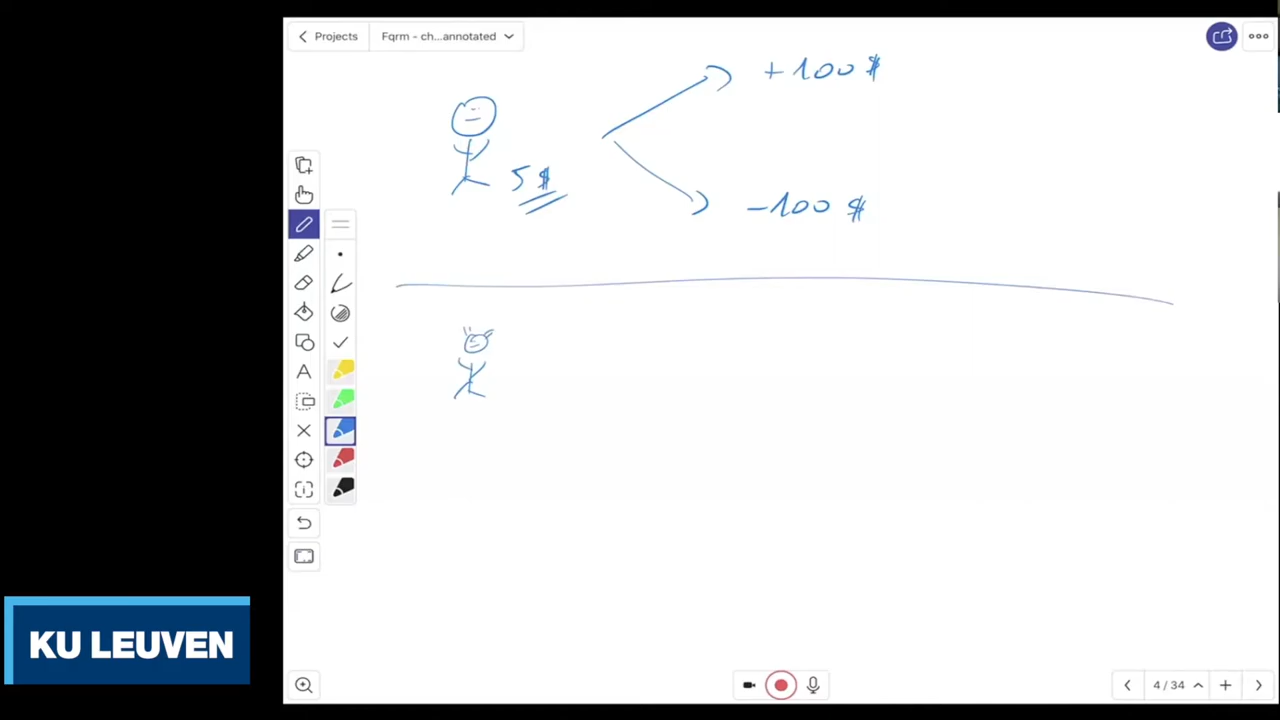 Projects
Fqrm - ch...annotated
+100 $
5 $
-100 $
A
KU LEUVEN
4 / 34